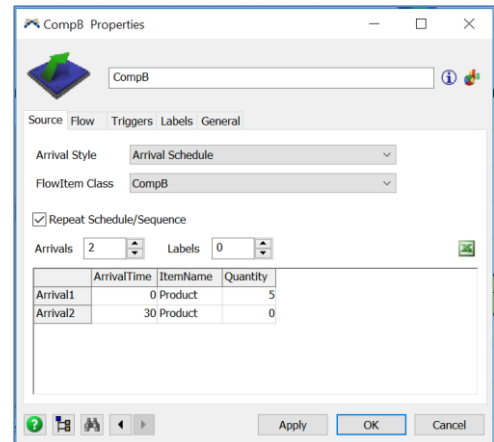 CompB Properties
CompB
Source Flow Triggers Labels General
Arrival Style Arrival Schedule
FlowItem Class CompB
Repeat Schedule/Sequence
Arrivals 2 Labels 0
ArrivalTime ItemName Quantity
Arrival1 0 Product 5
Arrival2 30 Product 0
Apply OK Cancel